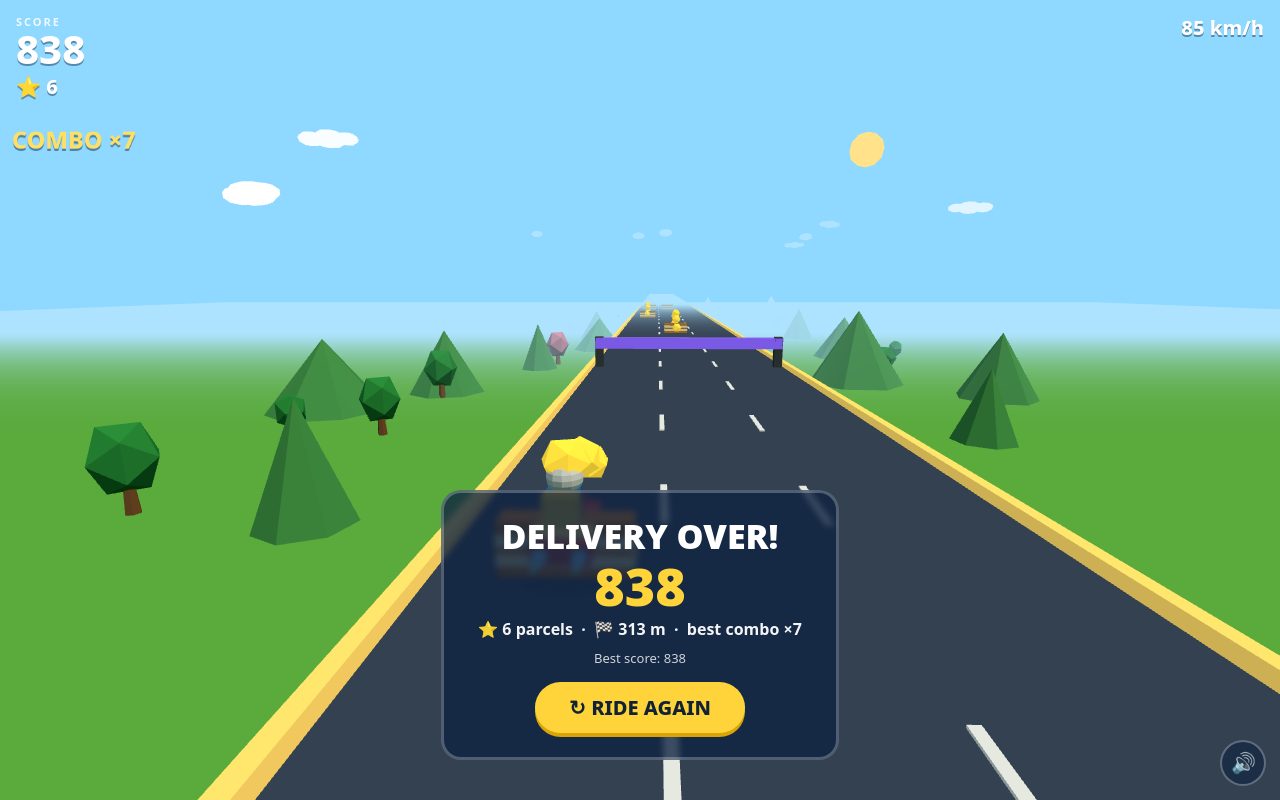 SCORE
838
⭐ 6
85 km/h
COMBO ×7
DELIVERY OVER!
838
⭐ 6 parcels · 🏁 313 m · best combo ×7
Best score: 838
↻ RIDE AGAIN